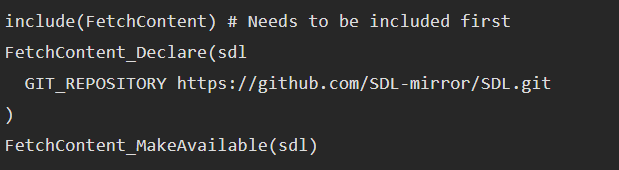 include(FetchContent) # Needs to be included first
FetchContent_Declare(sdl
  GIT_REPOSITORY https://github.com/SDL-mirror/SDL.git
)
FetchContent_MakeAvailable(sdl)